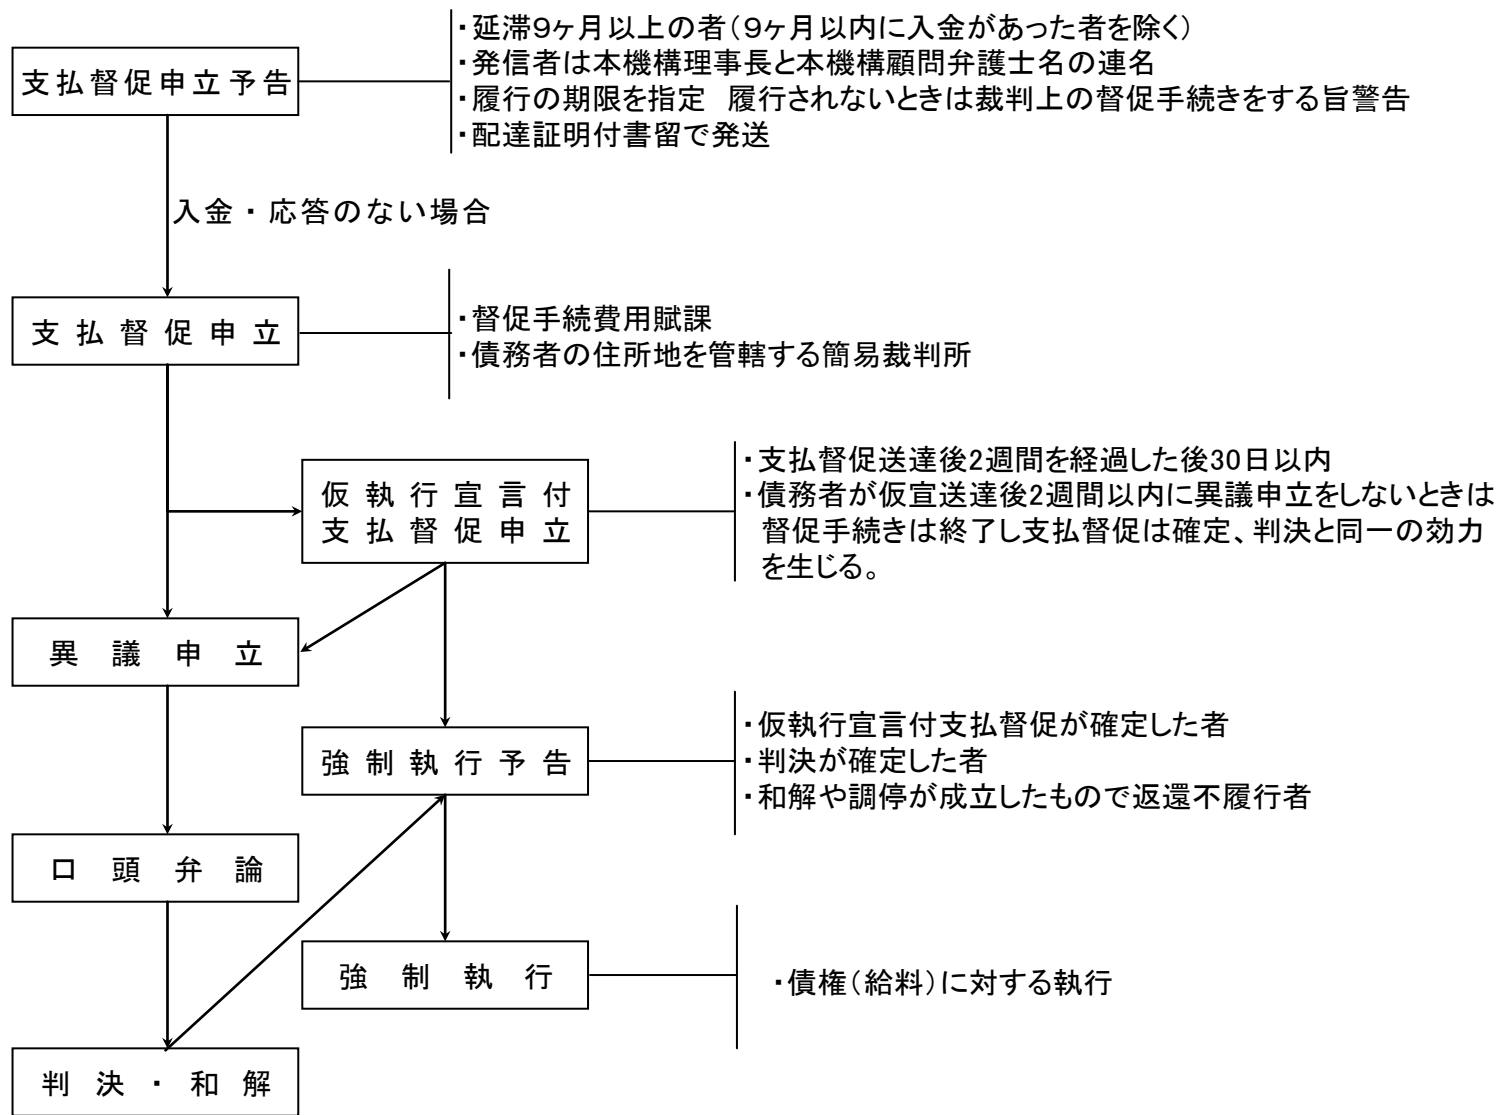 支払督促申立予告
・延滞9ヶ月以上の者(9ヶ月以内に入金があった者を除く)
・発信者は本機構理事長と本機構顧問弁護士名の連名
・履行の期限を指定 履行されないときは裁判上の督促手続きをする旨警告
・配達証明付書留で発送
入金・応答のない場合
支払督促申立
・督促手続費用賦課
・債務者の住所地を管轄する簡易裁判所
仮執行宣言付
支払督促申立
・支払督促送達後2週間を経過した後30日以内
・債務者が仮宣送達後2週間以内に異議申立をしないときは
督促手続きは終了し支払督促は確定、判決と同一の効力
を生じる。
異議申立
強制執行予告
・仮執行宣言付支払督促が確定した者
・判決が確定した者
・和解や調停が成立したもので返還不履行者
口頭弁論
強制執行
・債権(給料)に対する執行
判決・和解